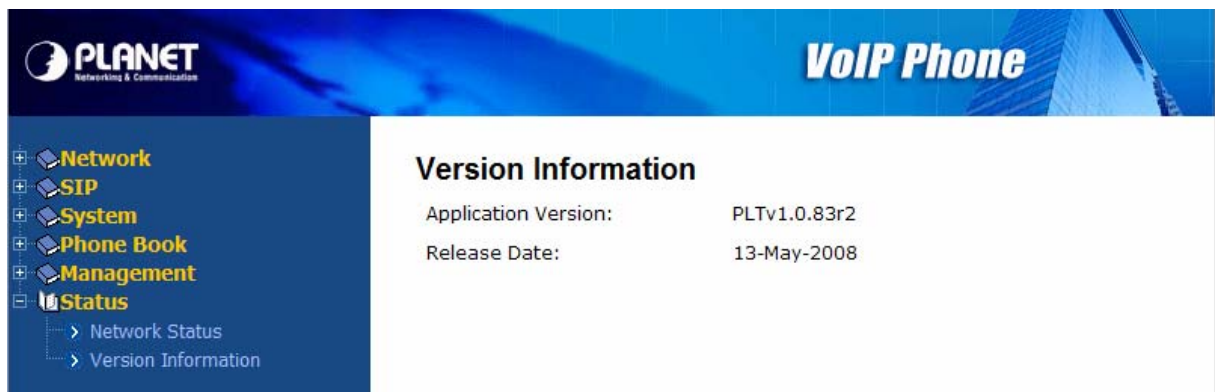 PLANET
Networking & Communication
VoIP Phone
Network
SIP
System
Phone Book
Management
Status
Network Status
Version Information
Version Information
Application Version: PLTv1.0.83r2
Release Date: 13-May-2008